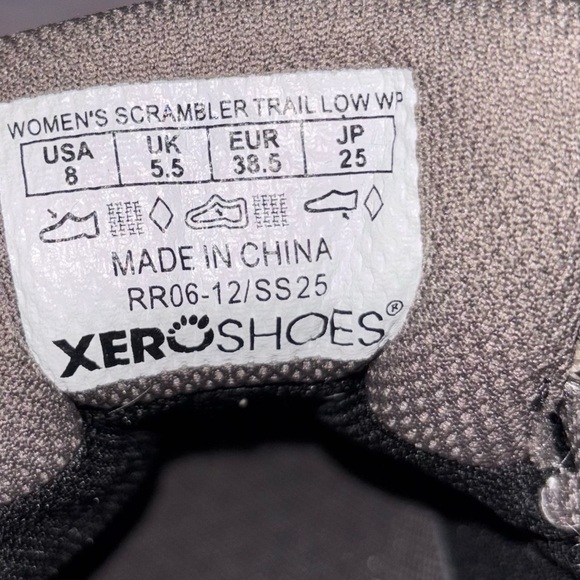 WOMEN'S SCRAMBLER TRAIL LOW WP
USA UK EUR JP
8 5.5 38.5 25
MADE IN CHINA
RR06-12/SS25
XEROSHOES®